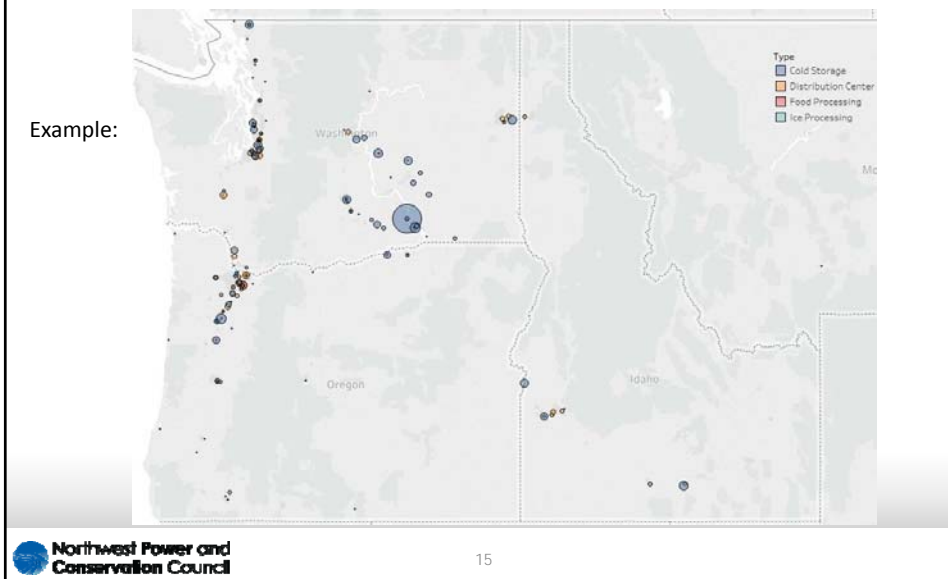 Example:
Type
Cold Storage
Distribution Center
Food Processing
Ice Processing
Washington
Mo
Oregon
Idaho
Northwest Power and
Conservation Council
15